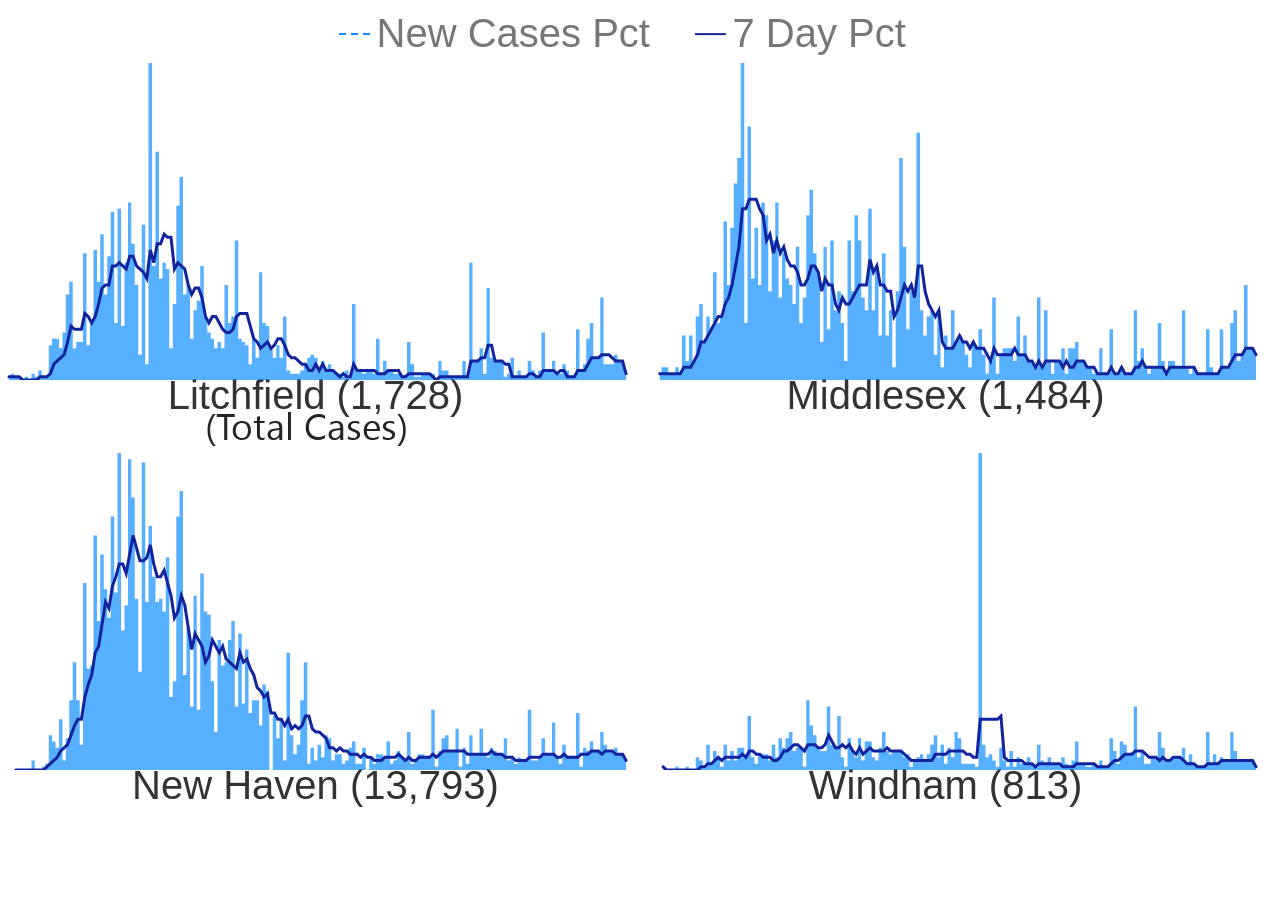 New Cases Pct 7 Day Pct
Litchfield (1,728) Middlesex (1,484)
(Total Cases)
New Haven (13,793) Windham (813)